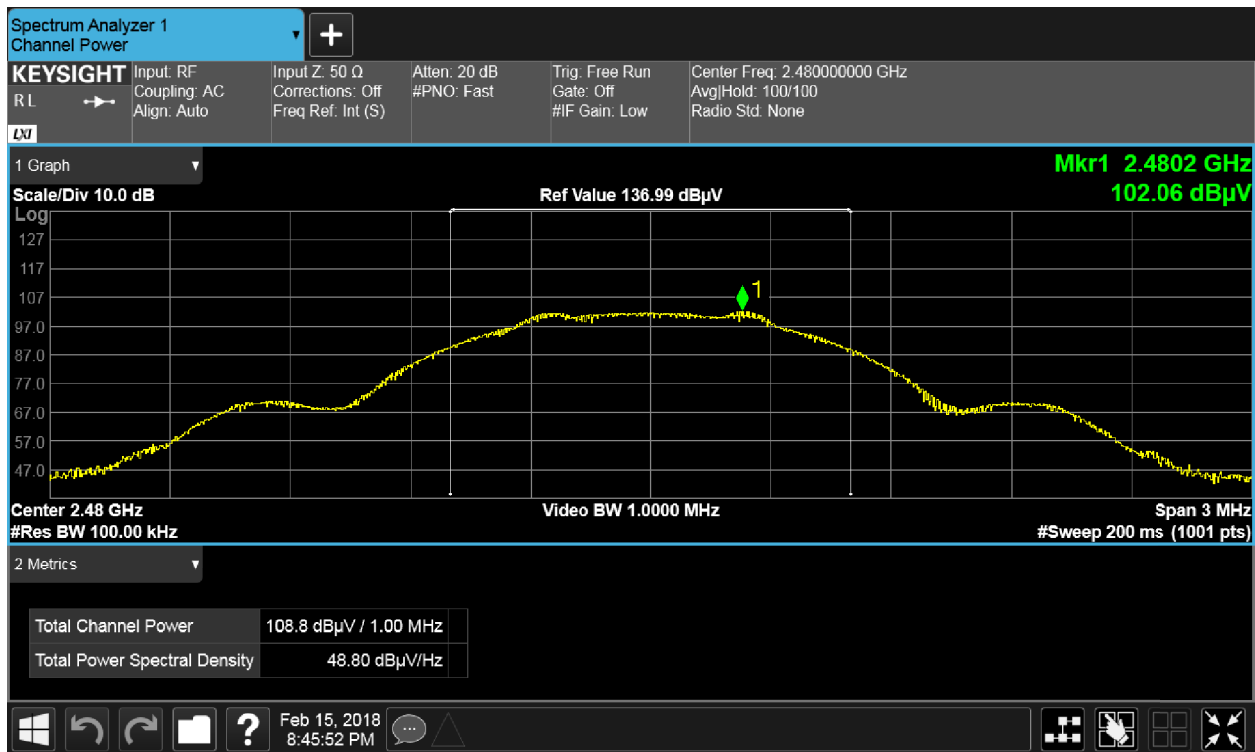 Spectrum Analyzer 1
Channel Power
KEYSIGHT Input: RF Input Z: 50 Ω Atten: 20 dB Trig: Free Run Center Freq: 2.480000000 GHz
R L Coupling: AC Corrections: Off #PNO: Fast Gate: Off Avg|Hold: 100/100
Align: Auto Freq Ref: Int (S) #IF Gain: Low Radio Std: None
LXI
1 Graph Mkr1 2.4802 GHz
Scale/Div 10.0 dB Ref Value 136.99 dBµV 102.06 dBµV
Log
127
117
107 1
97.0
87.0
77.0
67.0
57.0
47.0
Center 2.48 GHz Video BW 1.0000 MHz Span 3 MHz
#Res BW 100.00 kHz #Sweep 200 ms (1001 pts)
2 Metrics
Total Channel Power 108.8 dBµV / 1.00 MHz
Total Power Spectral Density 48.80 dBµV/Hz
? Feb 15, 2018
8:45:52 PM